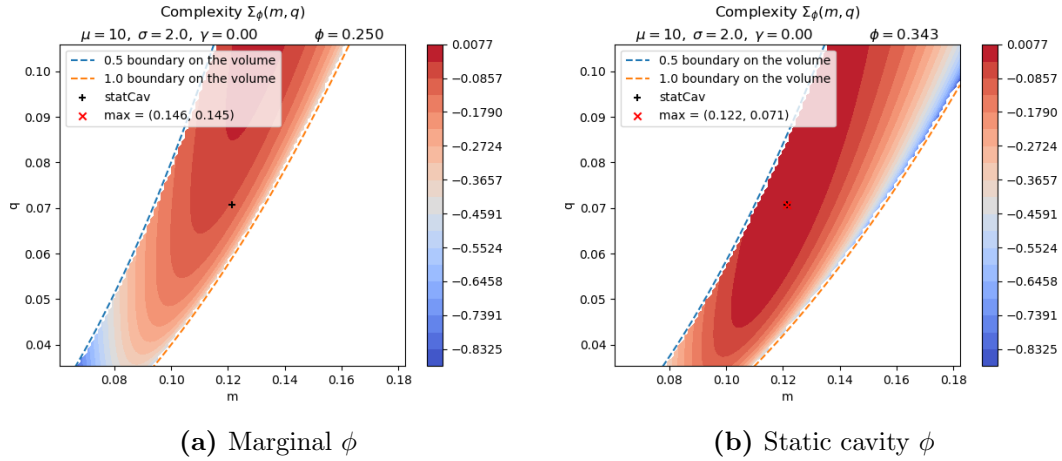 Complexity Σ_ϕ(m, q)
μ = 10, σ = 2.0, γ = 0.00 ϕ = 0.250
0.5 boundary on the volume
1.0 boundary on the volume
statCav
max = (0.146, 0.145)
0.10
0.09
0.08
0.07
0.06
0.05
0.04
q
0.08 0.10 0.12 0.14 0.16 0.18
m
0.0077
−0.0857
−0.1790
−0.2724
−0.3657
−0.4591
−0.5524
−0.6458
−0.7391
−0.8325
(a) Marginal ϕ
Complexity Σ_ϕ(m, q)
μ = 10, σ = 2.0, γ = 0.00 ϕ = 0.343
0.5 boundary on the volume
1.0 boundary on the volume
statCav
max = (0.122, 0.071)
0.10
0.09
0.08
0.07
0.06
0.05
0.04
q
0.08 0.10 0.12 0.14 0.16 0.18
m
0.0077
−0.0857
−0.1790
−0.2724
−0.3657
−0.4591
−0.5524
−0.6458
−0.7391
−0.8325
(b) Static cavity ϕ